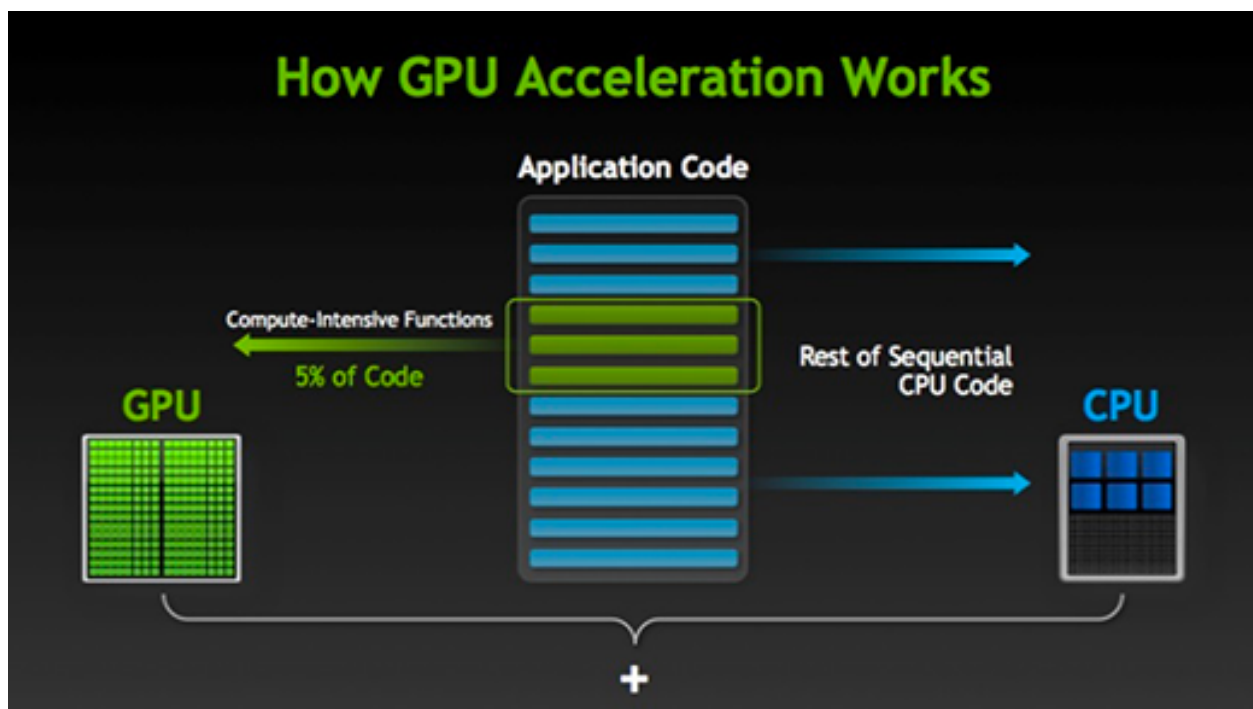 How GPU Acceleration Works
Application Code
Compute-Intensive Functions
5% of Code
Rest of Sequential
CPU Code
GPU
CPU
+